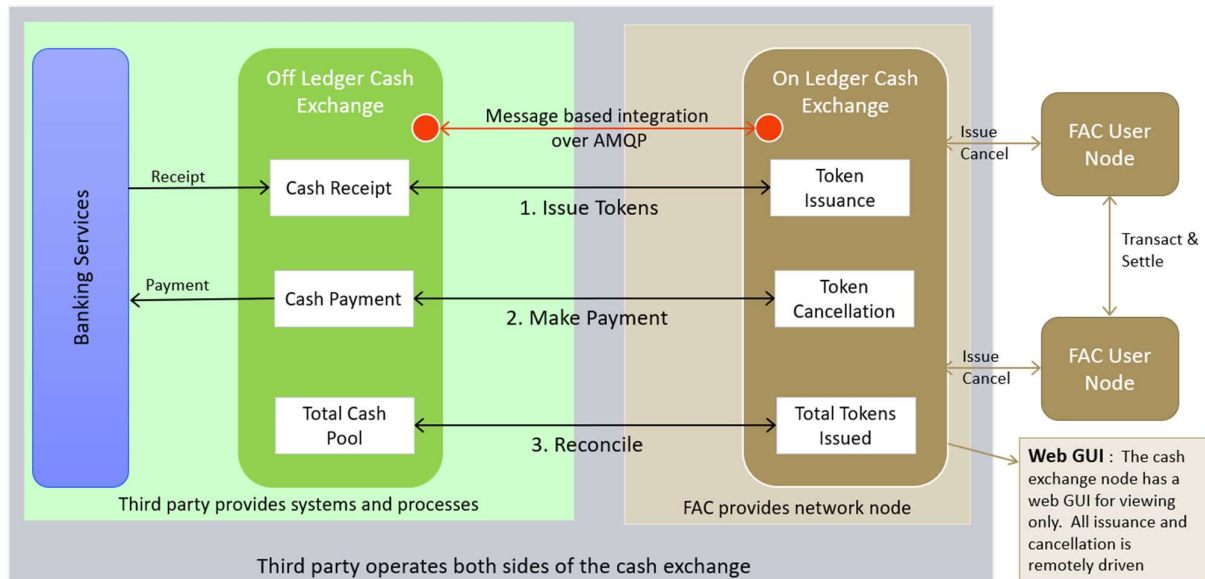 Banking Services
Off Ledger Cash
Exchange
Message based integration
over AMQP
On Ledger Cash
Exchange
Receipt
Cash Receipt
1. Issue Tokens
Token
Issuance
Payment
Cash Payment
2. Make Payment
Token
Cancellation
Total Cash
Pool
3. Reconcile
Total Tokens
Issued
Third party provides systems and processes
FAC provides network node
Third party operates both sides of the cash exchange
Issue
Cancel
FAC User
Node
Transact &
Settle
Issue
Cancel
FAC User
Node
Web GUI : The cash
exchange node has a
web GUI for viewing
only. All issuance and
cancellation is
remotely driven